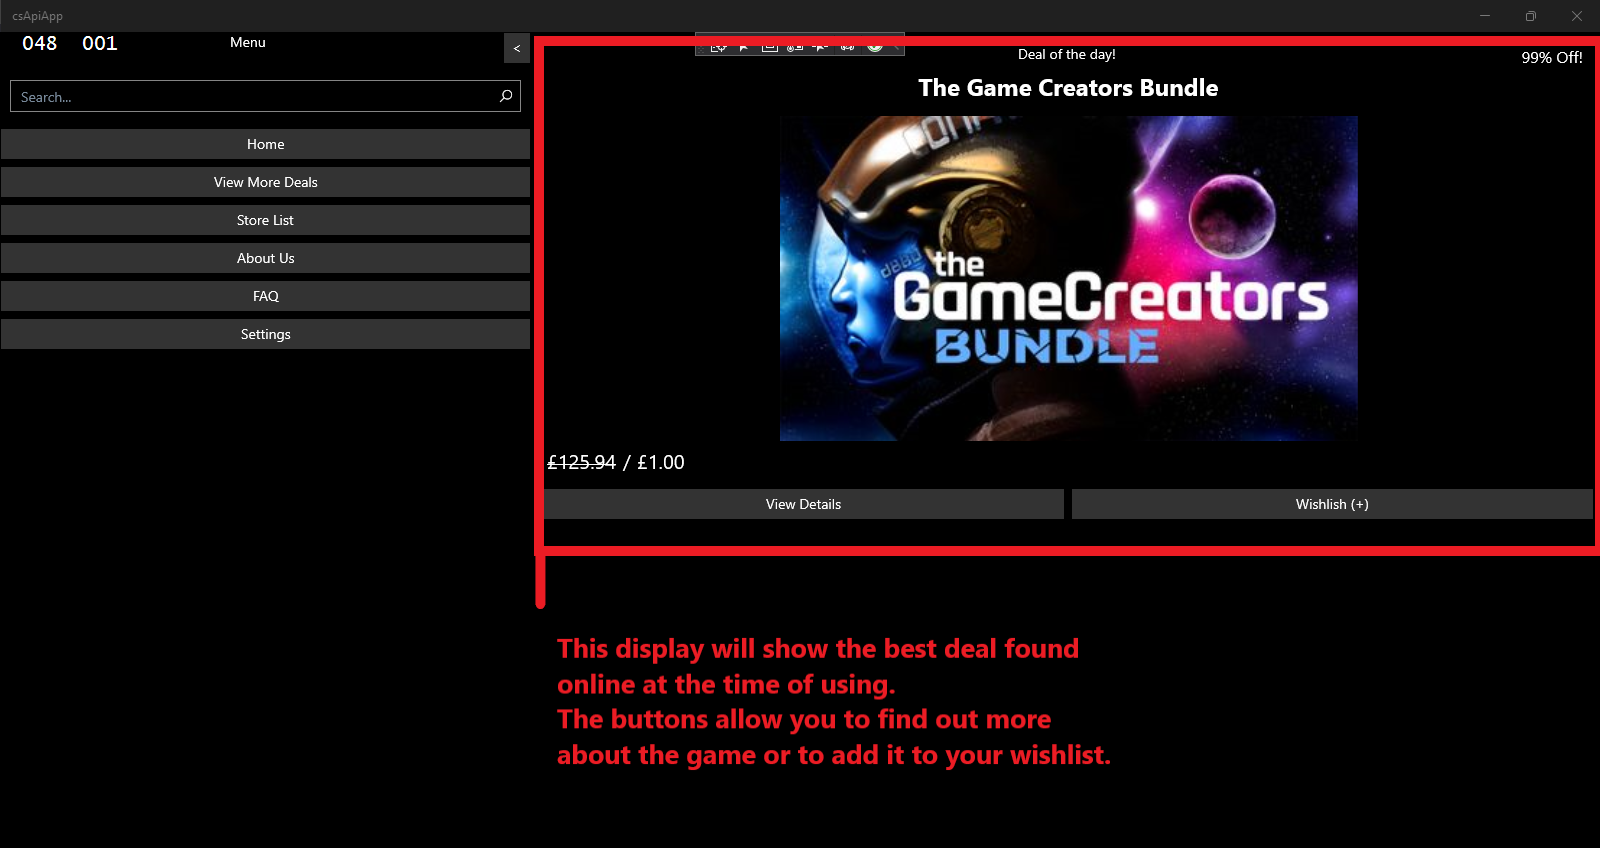 csApiApp
048 001
Menu
<
Search...
Home
View More Deals
Store List
About Us
FAQ
Settings
Deal of the day!
99% Off!
The Game Creators Bundle
the
GameCreators
BUNDLE
£125.94 / £1.00
View Details
Wishlish (+)
This display will show the best deal found
online at the time of using.
The buttons allow you to find out more
about the game or to add it to your wishlist.